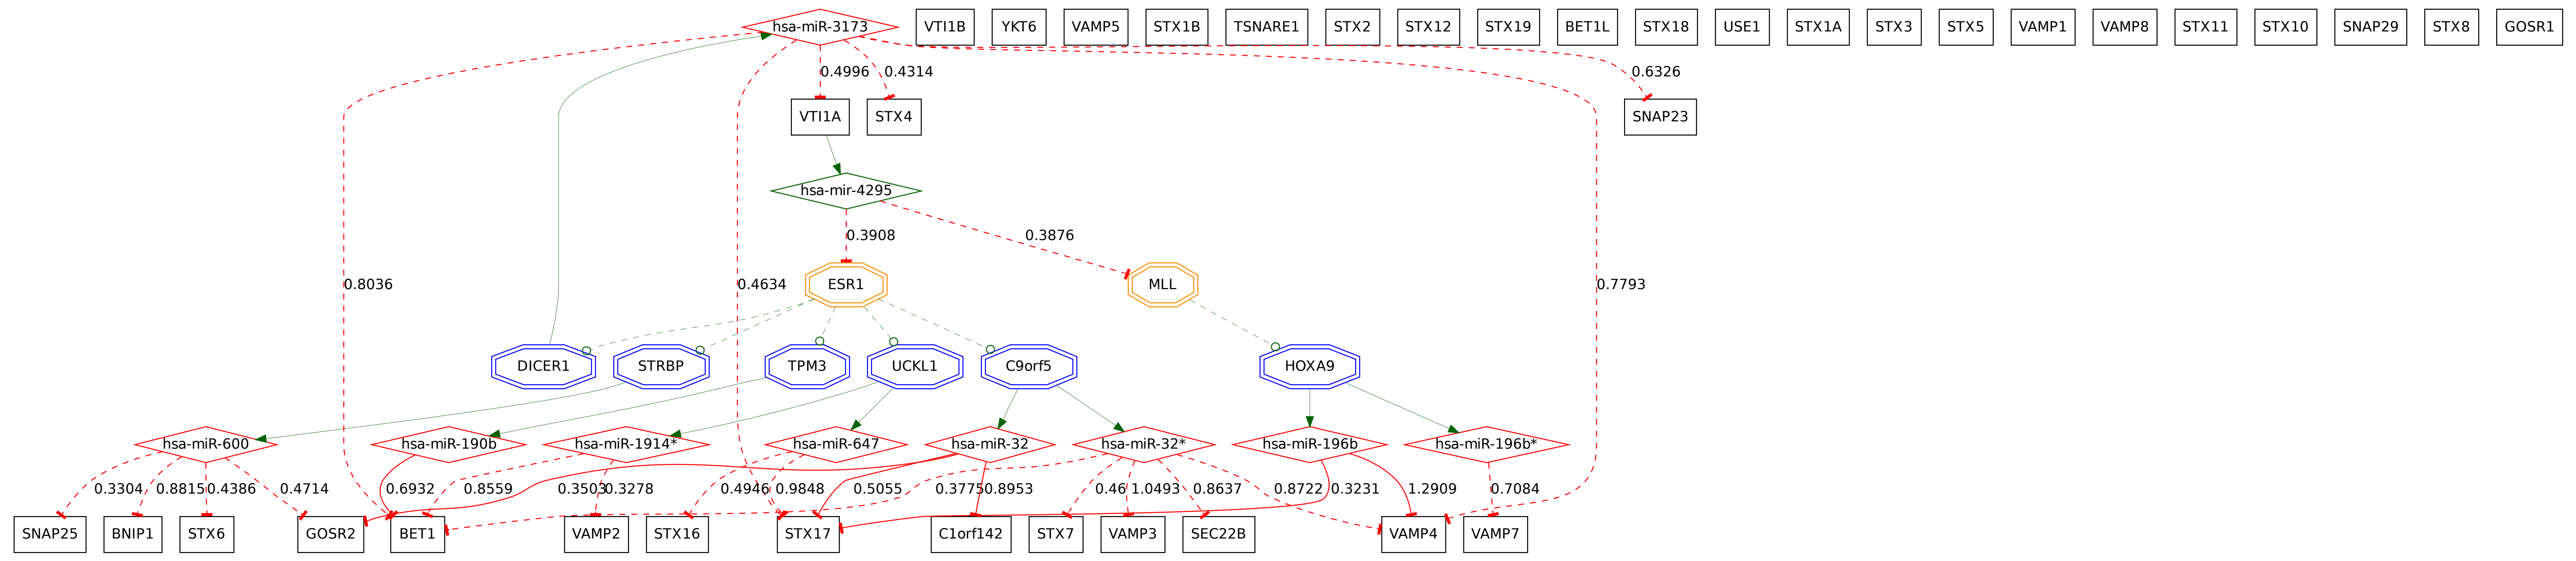 hsa-miR-3173
VTI1B
YKT6
VAMP5
STX1B
TSNARE1
STX2
STX12
STX19
BET1L
STX18
USE1
STX1A
STX3
STX5
VAMP1
VAMP8
STX11
STX10
SNAP29
STX8
GOSR1
0.4996
0.4314
0.6326
VTI1A
STX4
SNAP23
hsa-mir-4295
0.3908
0.3876
0.8036
0.4634
ESR1
MLL
0.7793
DICER1
STRBP
TPM3
UCKL1
C9orf5
HOXA9
hsa-miR-600
hsa-miR-190b
hsa-miR-1914*
hsa-miR-647
hsa-miR-32
hsa-miR-32*
hsa-miR-196b
hsa-miR-196b*
0.3304
0.8815
0.4386
0.4714
0.6932
0.8559
0.3503
0.3278
0.4946
0.9848
0.5055
0.3775
0.8953
0.46
1.0493
0.8637
0.8722
0.3231
1.2909
0.7084
SNAP25
BNIP1
STX6
GOSR2
BET1
VAMP2
STX16
STX17
C1orf142
STX7
VAMP3
SEC22B
VAMP4
VAMP7